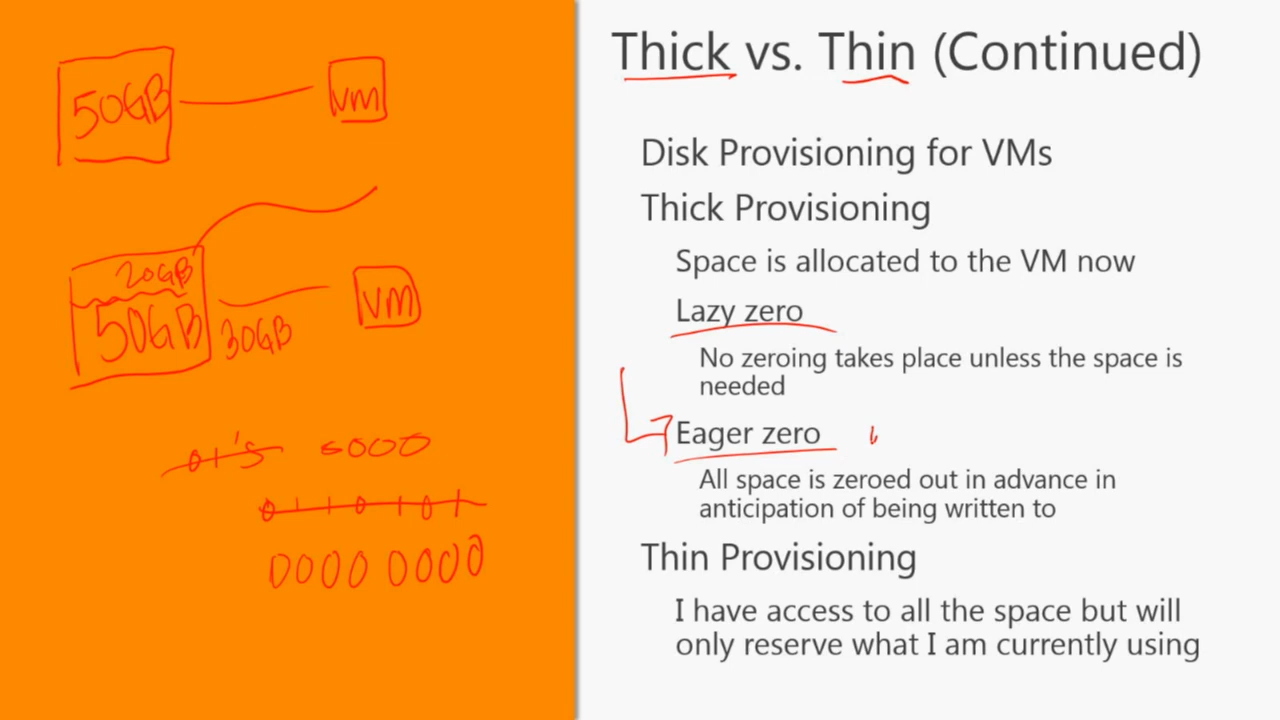 50GB
vm
20GB
50GB
30GB
vm
01's 0000
0110101
0000 0000
Thick vs. Thin (Continued)
Disk Provisioning for VMs
Thick Provisioning
Space is allocated to the VM now
Lazy zero
No zeroing takes place unless the space is
needed
Eager zero
All space is zeroed out in advance in
anticipation of being written to
Thin Provisioning
I have access to all the space but will
only reserve what I am currently using